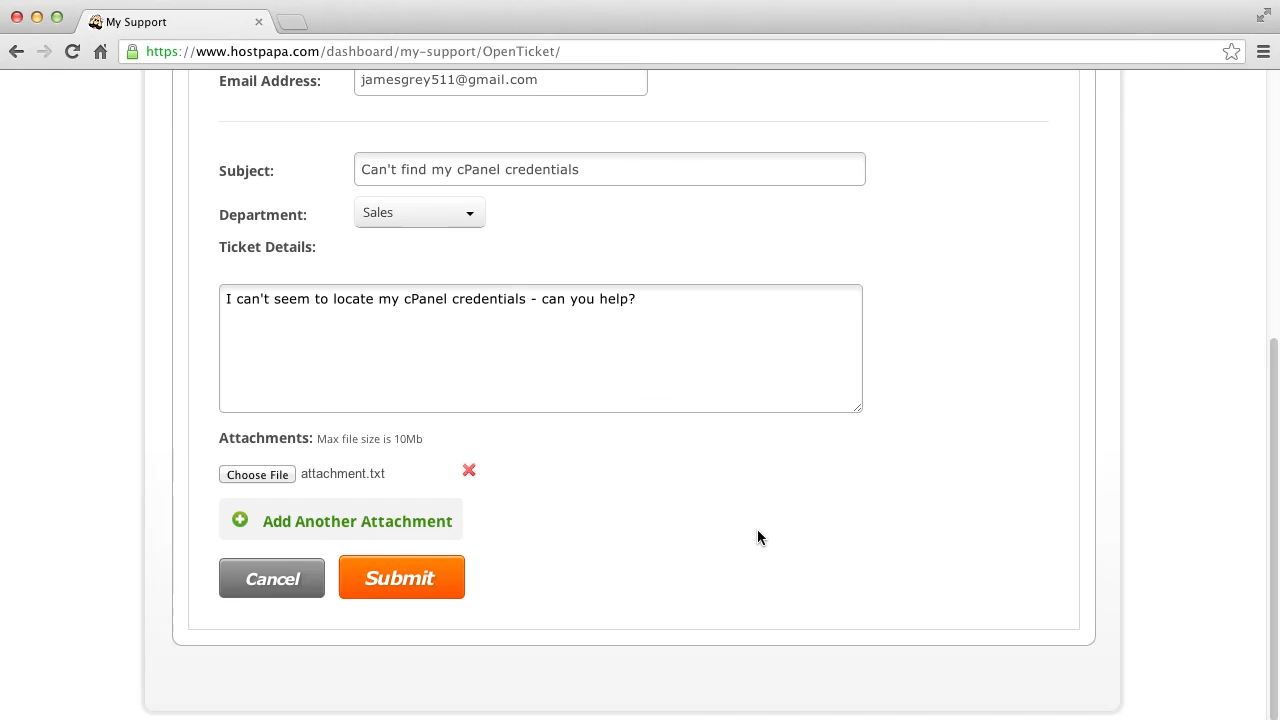 My Support
https://www.hostpapa.com/dashboard/my-support/OpenTicket/
Email Address: jamesgrey511@gmail.com
Subject: Can't find my cPanel credentials
Department: Sales
Ticket Details:
I can't seem to locate my cPanel credentials - can you help?
Attachments: Max file size is 10Mb
Choose File attachment.txt
Add Another Attachment
Cancel Submit